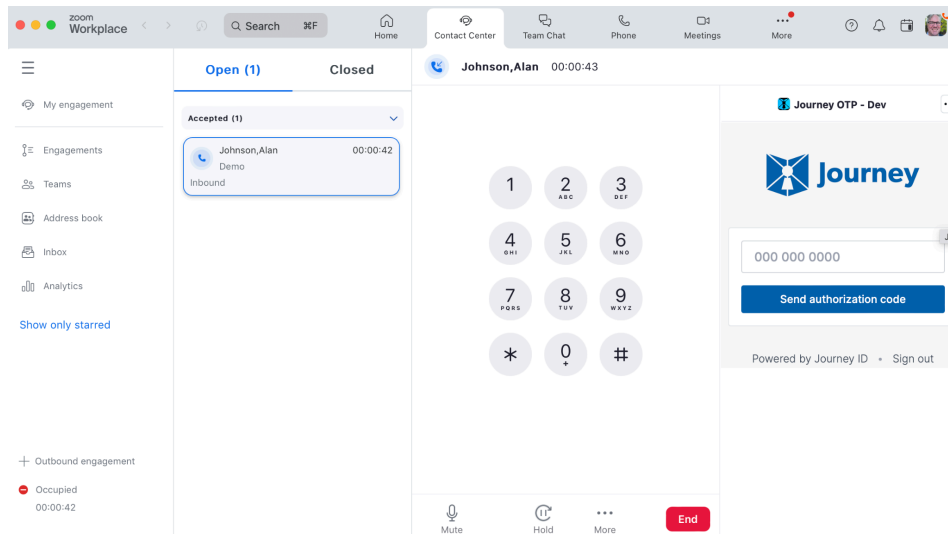 zoom
Workplace
Search ⌘F
Home
Contact Center
Team Chat
Phone
Meetings
More
My engagement
Engagements
Teams
Address book
Inbox
Analytics
Show only starred
+ Outbound engagement
Occupied
00:00:42
Open (1)
Closed
Accepted (1)
Johnson,Alan 00:00:42
Demo
Inbound
Johnson,Alan 00:00:43
1
2
ABC
3
DEF
4
GHI
5
JKL
6
MNO
7
PQRS
8
TUV
9
WXYZ
*
0
+
#
Mute
Hold
More
End
Journey OTP - Dev
Journey
000 000 0000
Send authorization code
Powered by Journey ID • Sign out